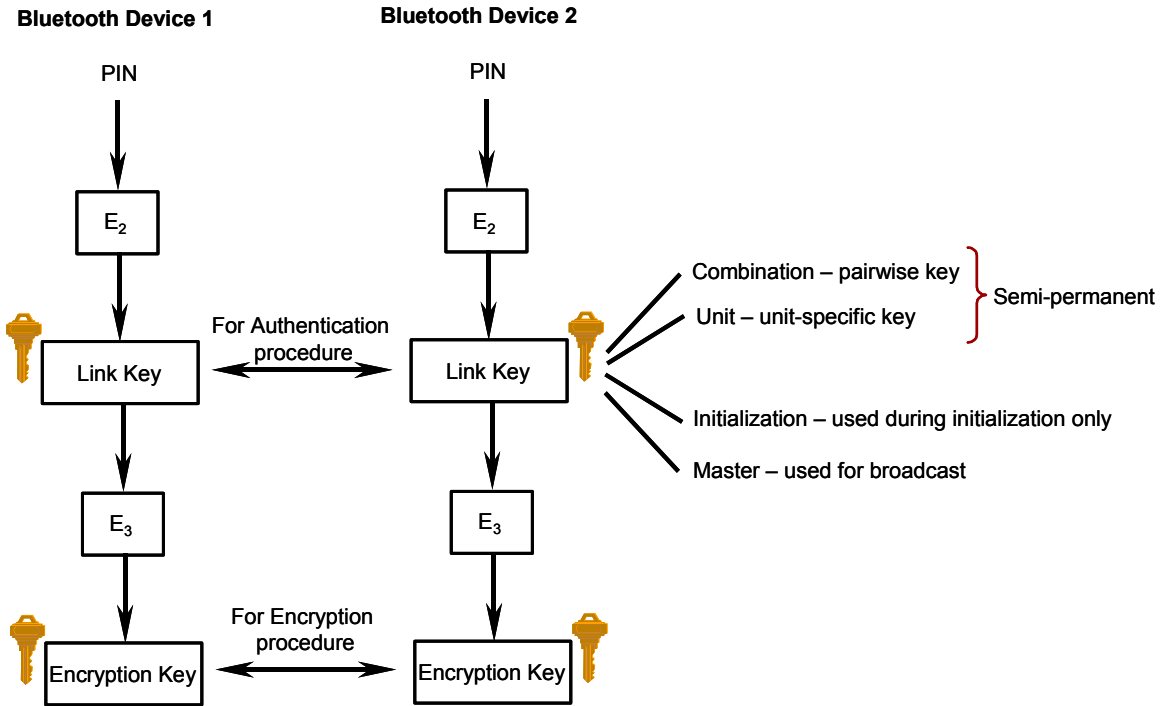 Bluetooth Device 1
Bluetooth Device 2
PIN
PIN
E₂
E₂
Combination – pairwise key
Unit – unit-specific key
Semi-permanent
For Authentication
procedure
Link Key
Link Key
Initialization – used during initialization only
Master – used for broadcast
E₃
E₃
For Encryption
procedure
Encryption Key
Encryption Key